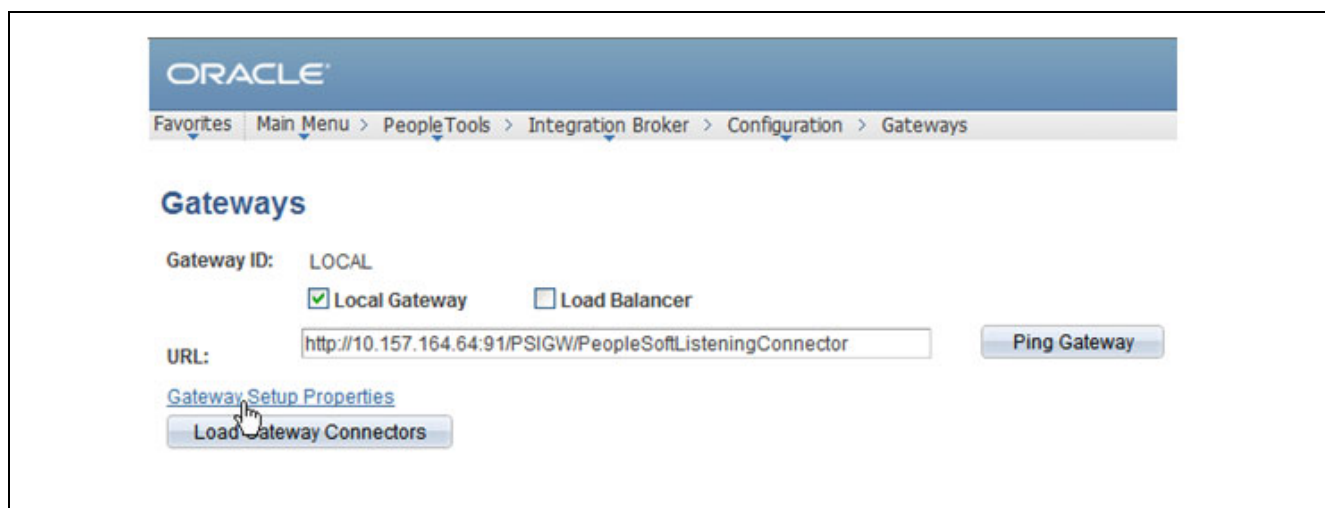 ORACLE
Favorites Main Menu > PeopleTools > Integration Broker > Configuration > Gateways
Gateways
Gateway ID: LOCAL
Local Gateway Load Balancer
URL: http://10.157.164.64:91/PSIGW/PeopleSoftListeningConnector Ping Gateway
Gateway Setup Properties
Load Gateway Connectors